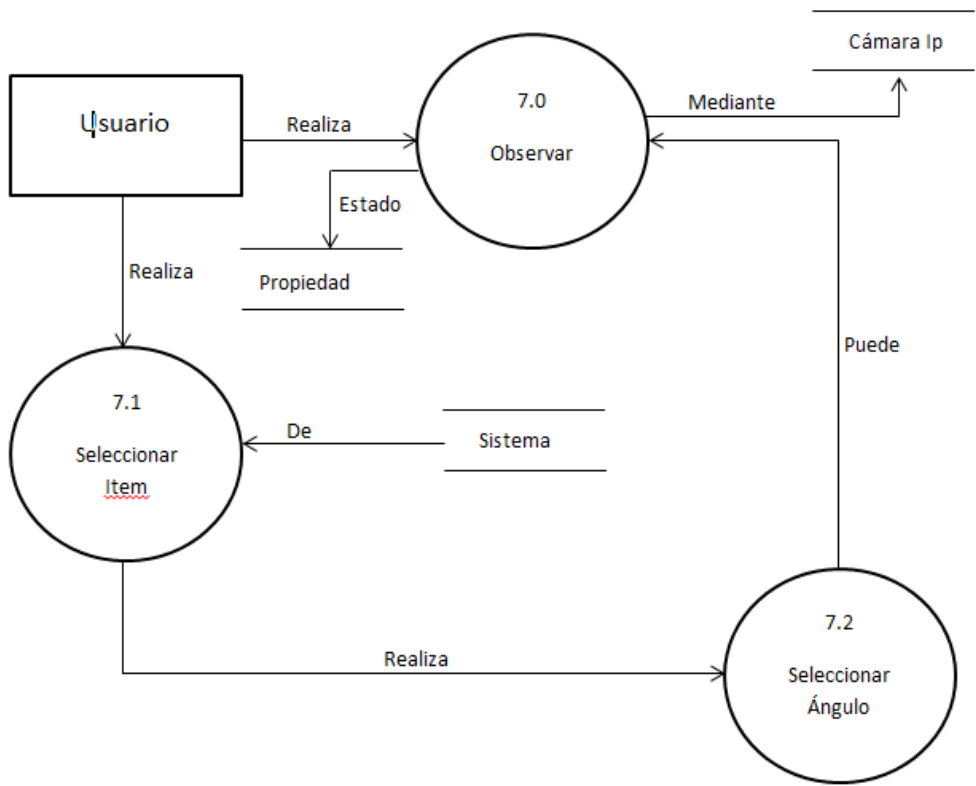 Cámara Ip
7.0
Mediante
Usuario
Realiza
Observar
Estado
Realiza
Propiedad
Puede
7.1
De
Sistema
Seleccionar
Item
7.2
Realiza
Seleccionar
Ángulo